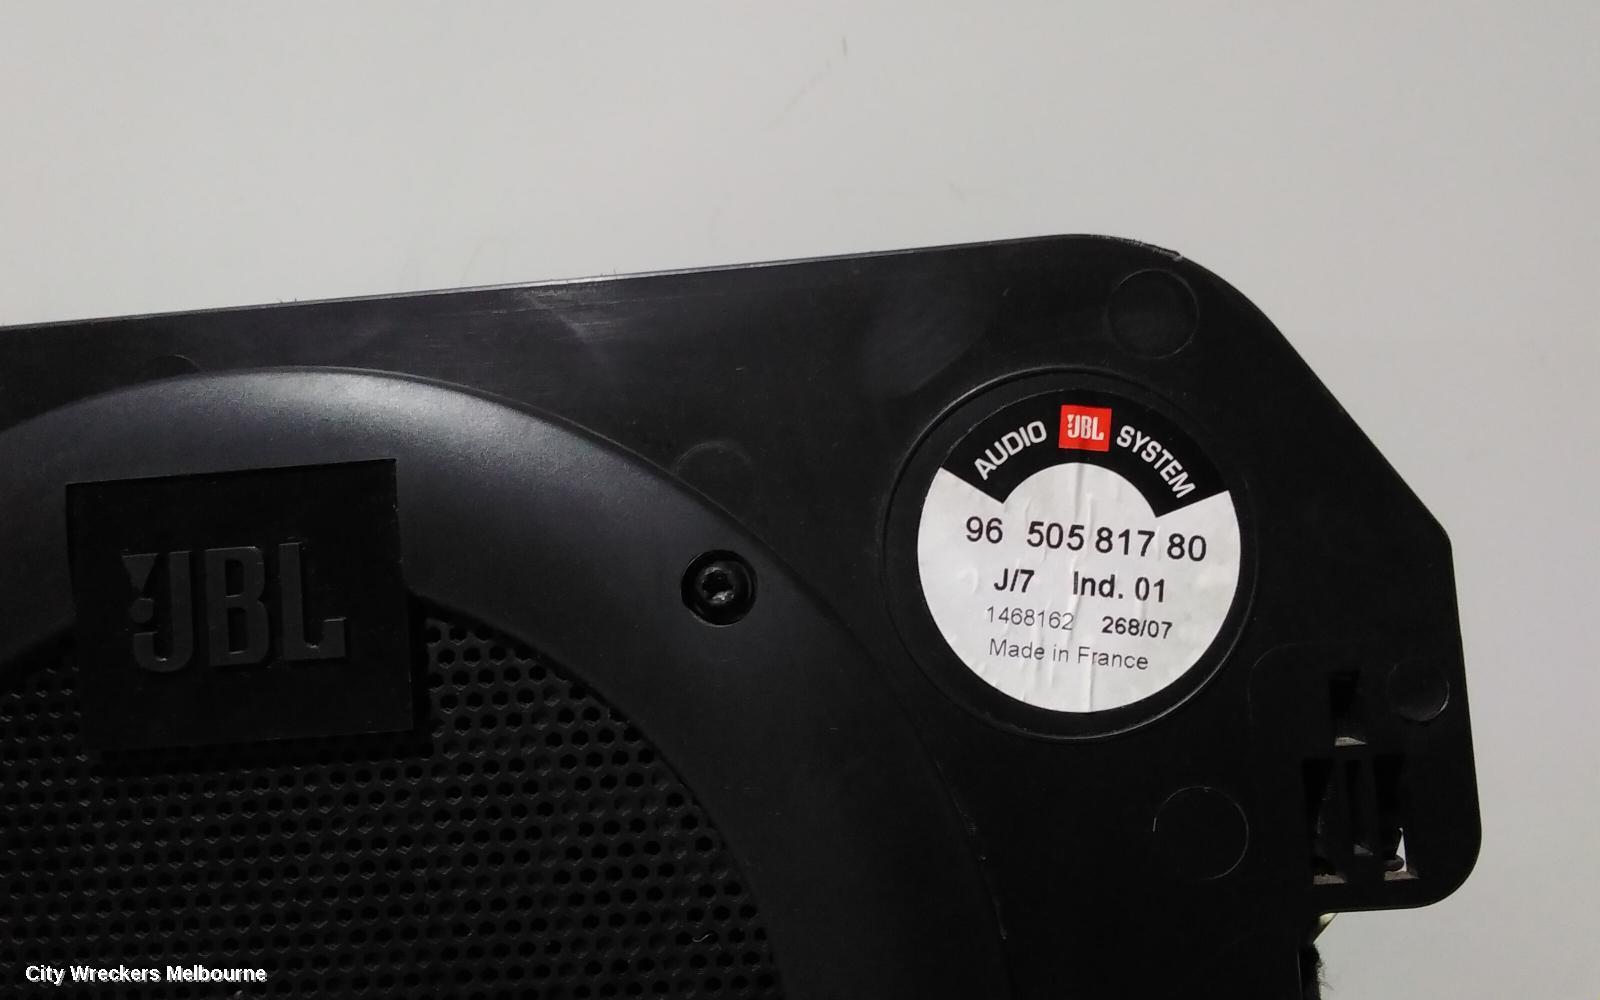 AUDIO JBL SYSTEM
96 505 817 80
J/7 Ind. 01
1468162 268/07
Made in France
JBL
City Wreckers Melbourne